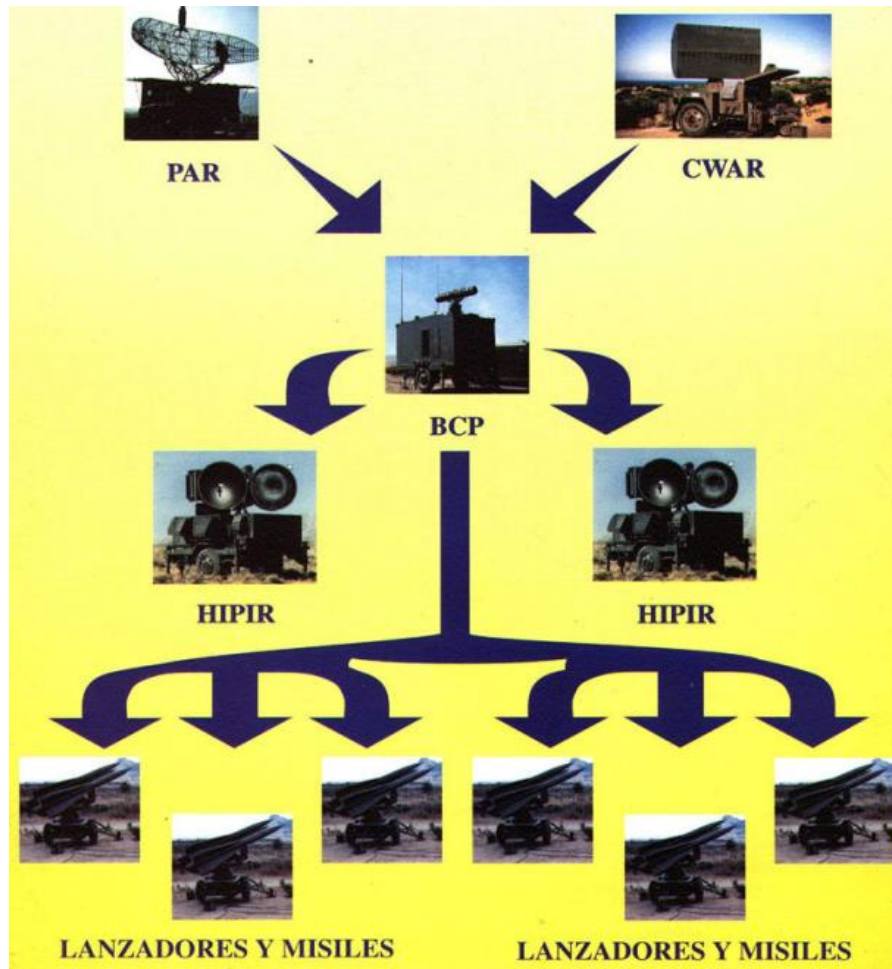 PAR
CWAR
BCP
HIPIR
HIPIR
LANZADORES Y MISILES
LANZADORES Y MISILES